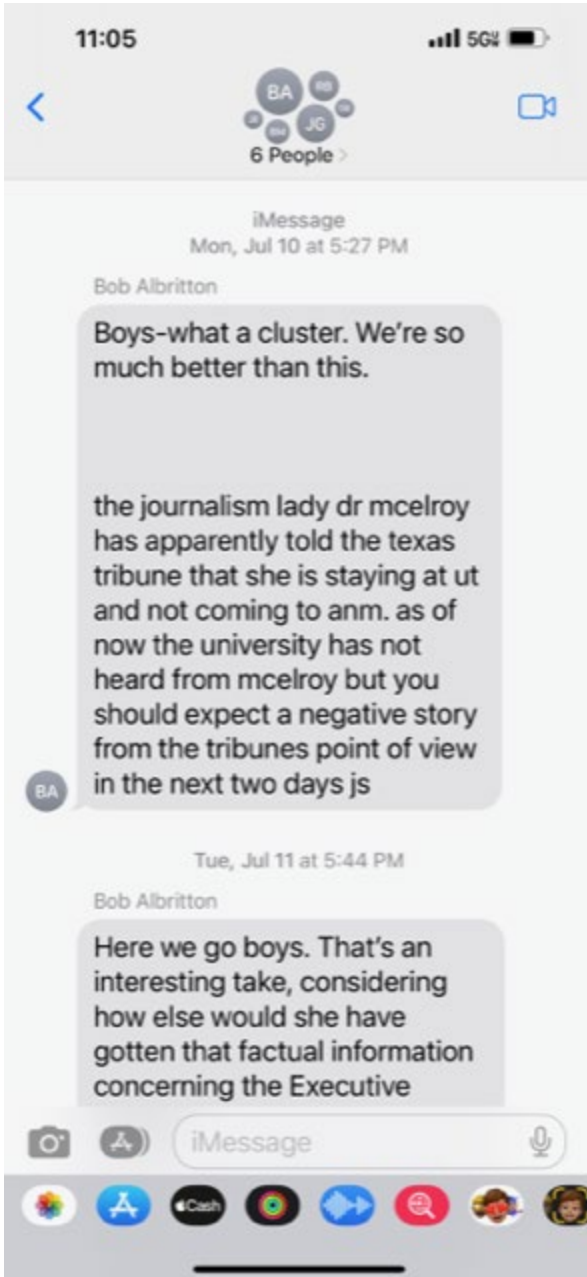 11:05
5G
BA
JG
6 People >
iMessage
Mon, Jul 10 at 5:27 PM
Bob Albritton
Boys-what a cluster. We're so
much better than this.
the journalism lady dr mcelroy
has apparently told the texas
tribune that she is staying at ut
and not coming to anm. as of
now the university has not
heard from mcelroy but you
should expect a negative story
from the tribunes point of view
in the next two days js
BA
Tue, Jul 11 at 5:44 PM
Bob Albritton
Here we go boys. That's an
interesting take, considering
how else would she have
gotten that factual information
concerning the Executive
iMessage
Cash